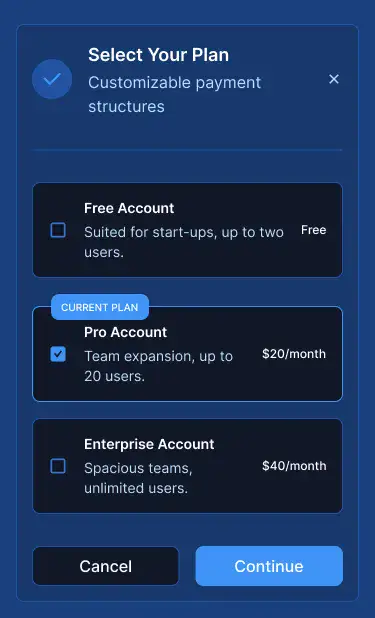 Select Your Plan
Customizable payment
structures
Free Account
Suited for start-ups, up to two
users.
Free
CURRENT PLAN
Pro Account
Team expansion, up to
20 users.
$20/month
Enterprise Account
Spacious teams,
unlimited users.
$40/month
Cancel
Continue